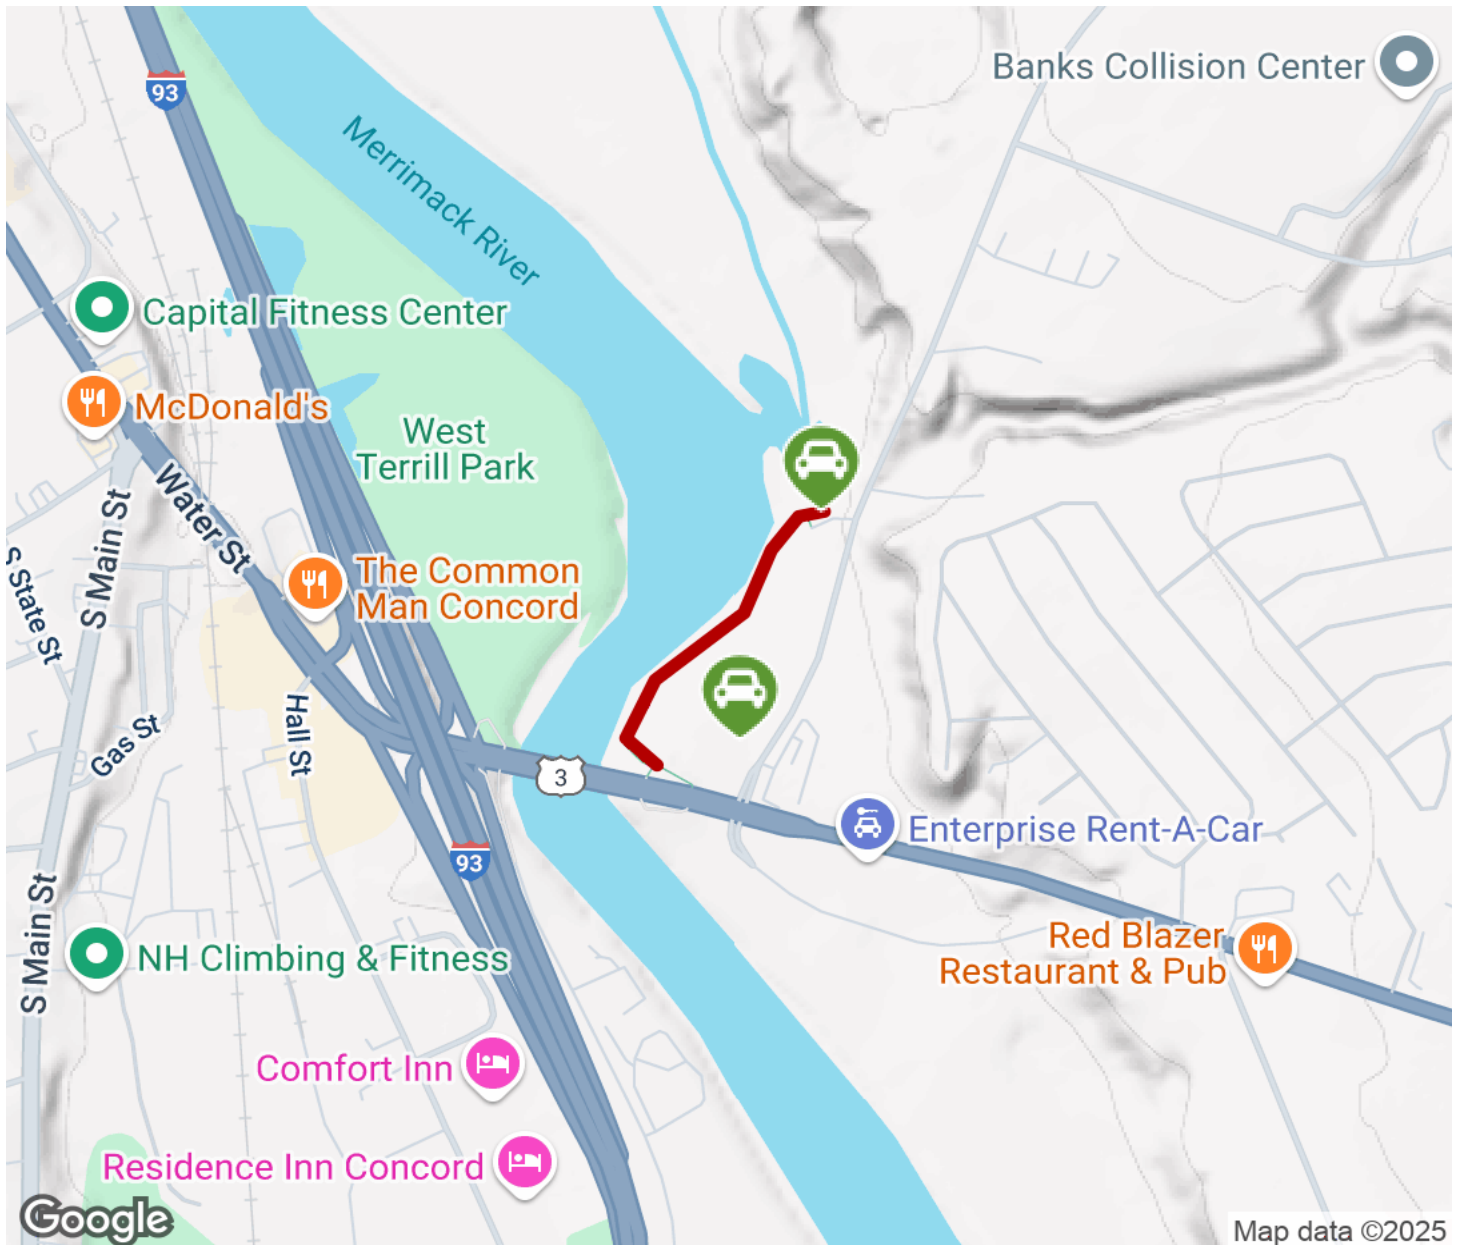 93
Banks Collision Center
Merrimack River
Capital Fitness Center
McDonald's
West
Terrill Park
Water St
S Main St
The Common
Man Concord
S State St
Hall St
Gas St
3
Enterprise Rent-A-Car
93
S Main St
Red Blazer
Restaurant & Pub
NH Climbing & Fitness
Comfort Inn
Residence Inn Concord
Google
Map data ©2025